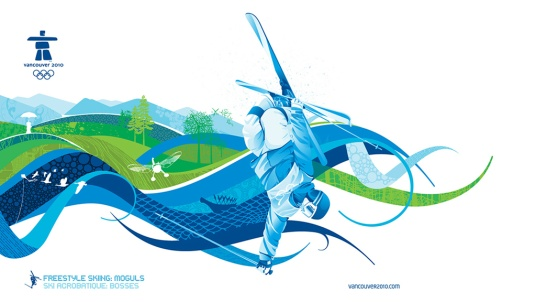 vancouver 2010
FREESTYLE SKIING: MOGULS
SKI ACROBATIQUE: BOSSES
vancouver2010.com